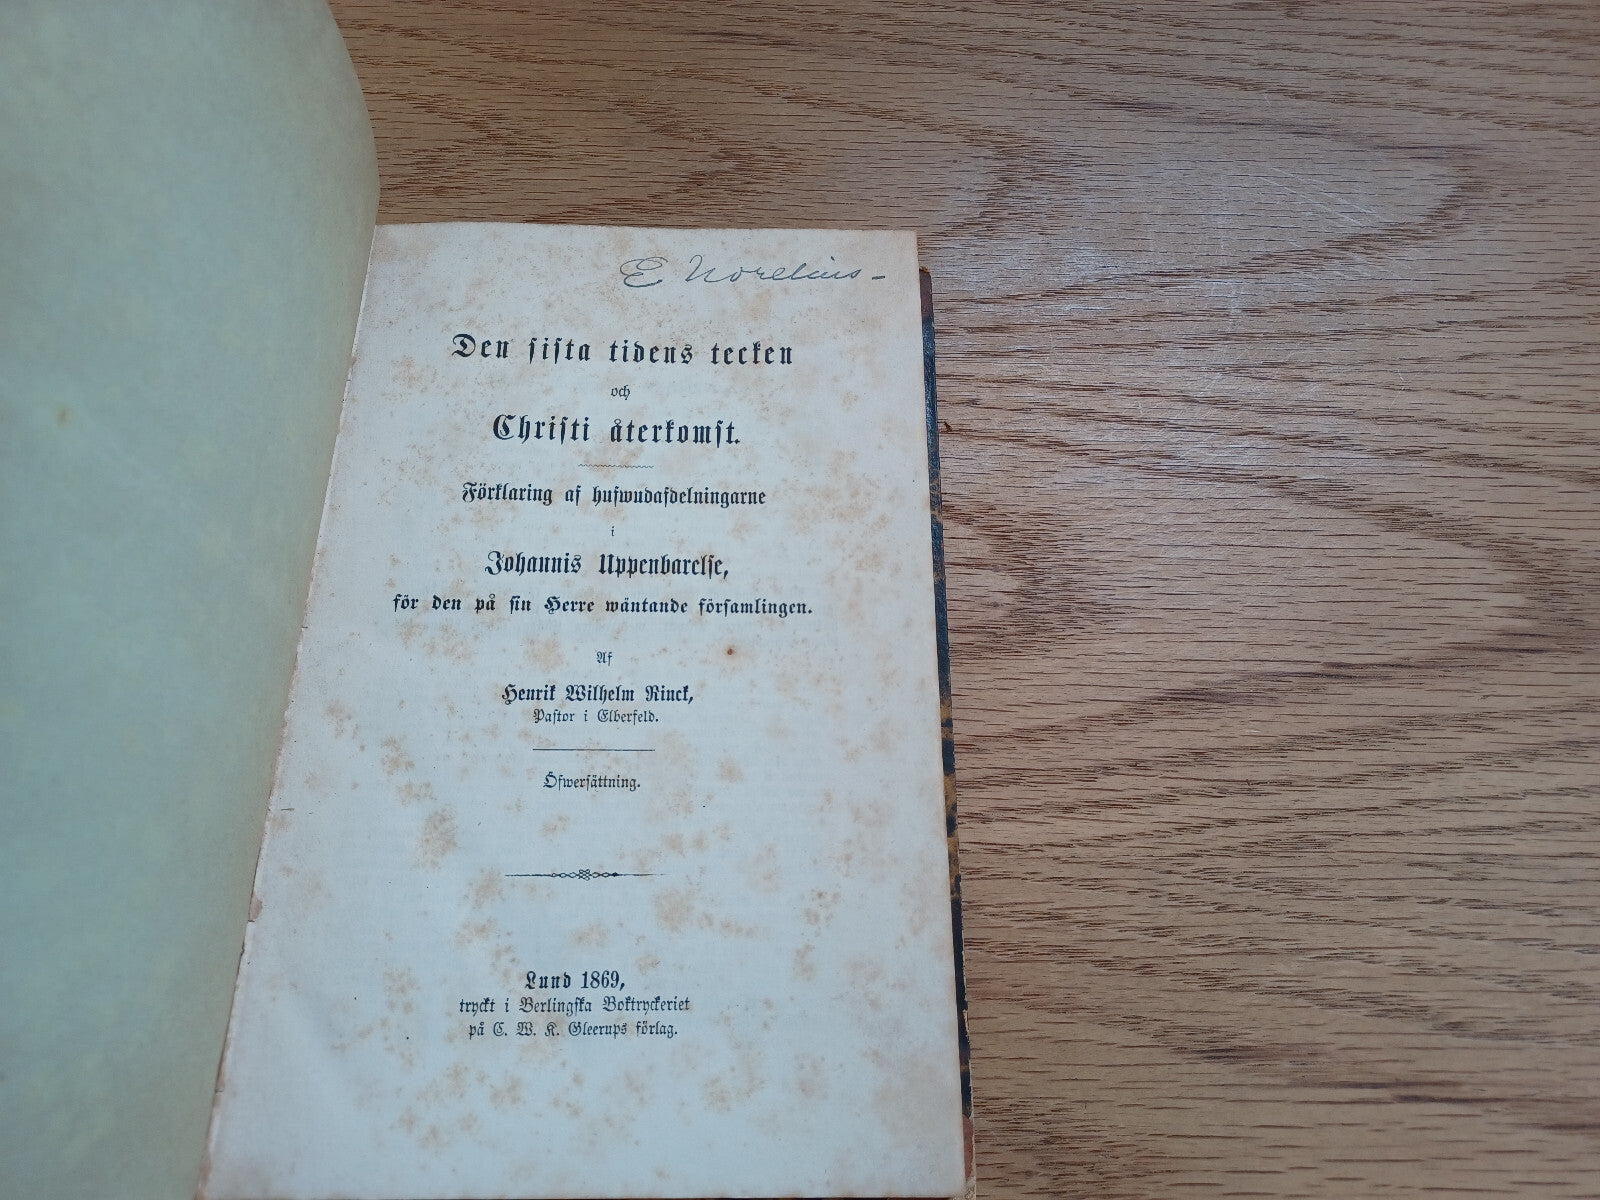 E Norelius
Den sista tidens tecken
och
Christi återkomst.
Förklaring af hufwudafdelningarne
i
Johannis Uppenbarelse,
för den på sin Herre wäntande församlingen.
Af
Henrik Wilhelm Rinck,
Pastor i Elberfeld.
Öfwersättning.
Lund 1869,
tryckt i Berlingska Boktryckeriet
på C. W. K. Gleerups förlag.